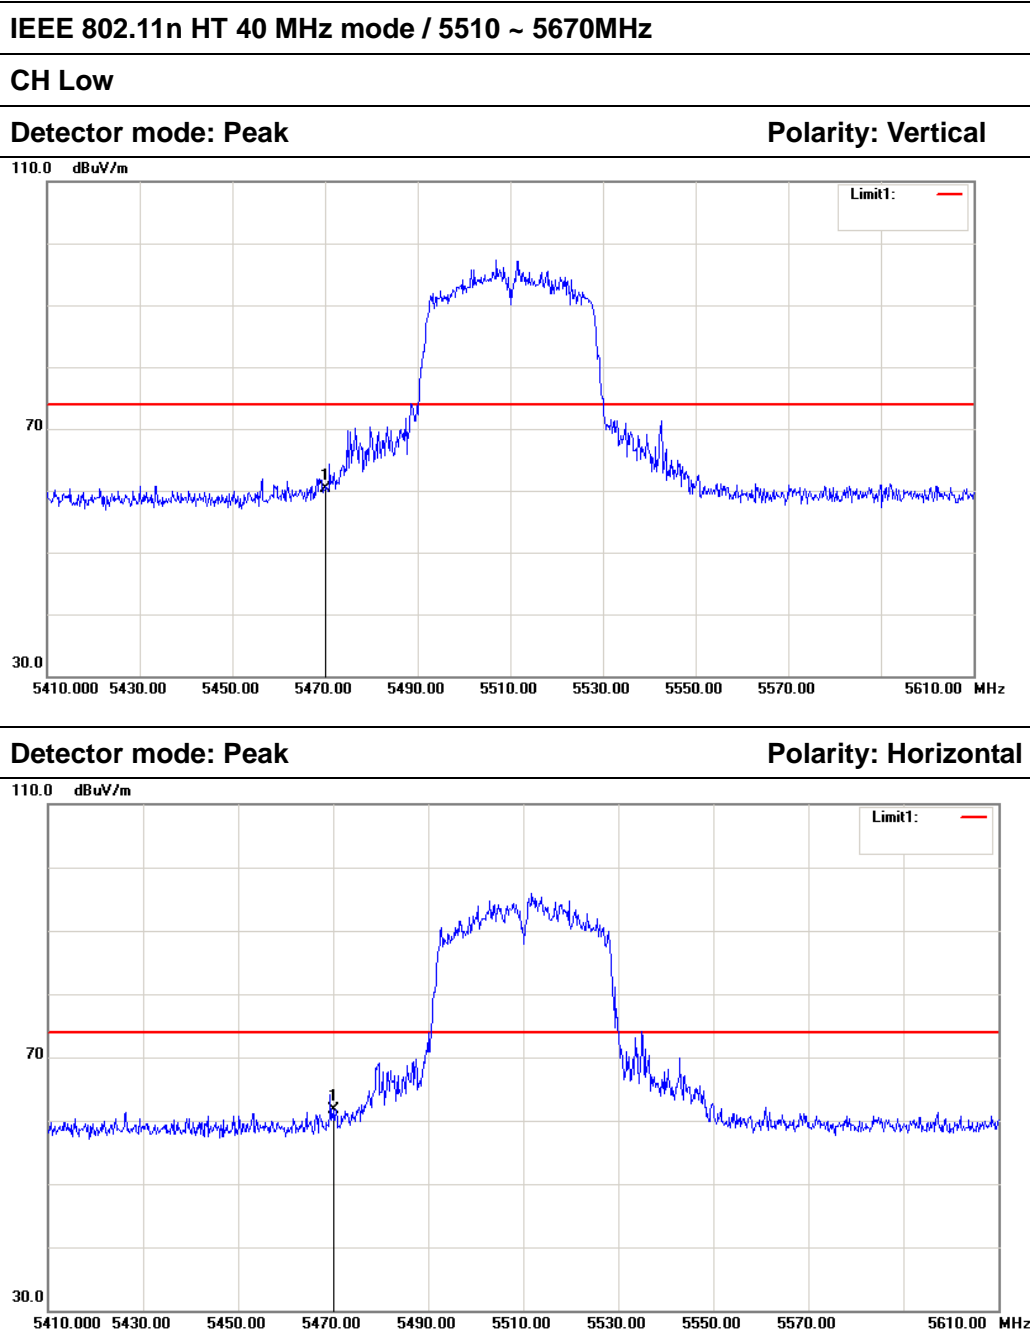 IEEE 802.11n HT 40 MHz mode / 5510 ~ 5670MHz
CH Low
Detector mode: Peak Polarity: Vertical
110.0 dBuV/m
Limit1:
1
70
30.0
5410.000 5430.00 5450.00 5470.00 5490.00 5510.00 5530.00 5550.00 5570.00 5610.00 MHz
Detector mode: Peak Polarity: Horizontal
110.0 dBuV/m
Limit1:
70
1
30.0
5410.000 5430.00 5450.00 5470.00 5490.00 5510.00 5530.00 5550.00 5570.00 5610.00 MHz